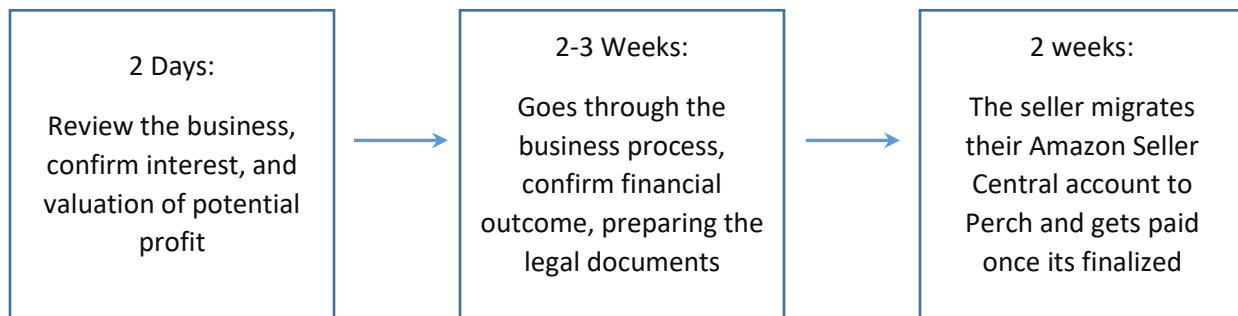 2 Days:
Review the business,
confirm interest, and
valuation of potential
profit
2-3 Weeks:
Goes through the
business process,
confirm financial
outcome, preparing the
legal documents
2 weeks:
The seller migrates
their Amazon Seller
Central account to
Perch and gets paid
once its finalized